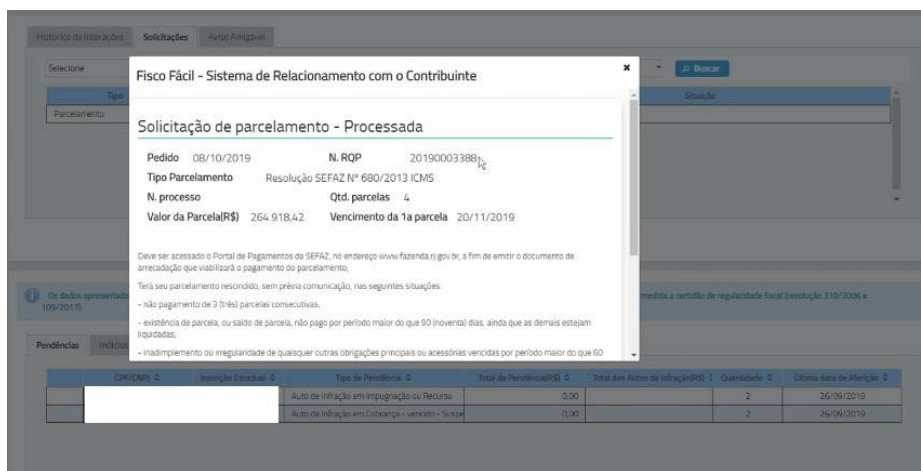 Histórico de Interações Solicitações Aviso Amigável
Selecione Buscar
Tipo Situação
Parcelamento
Fisco Fácil - Sistema de Relacionamento com o Contribuinte
Solicitação de parcelamento - Processada
Pedido 08/10/2019 N. RQP 20190003388
Tipo Parcelamento Resolução SEFAZ Nº 680/2013 ICMS
N. processo Qtd. parcelas 4
Valor da Parcela(R$) 264.918,42 Vencimento da 1a parcela 20/11/2019
Deve ser acessado o Portal de Pagamentos da SEFAZ, no endereço www.fazenda.rj.gov.br, a fim de emitir o documento de
arrecadação que viabilizará o pagamento do parcelamento;
Terá seu parcelamento rescindido, sem prévia comunicação, nas seguintes situações:
- não pagamento de 3 (três) parcelas consecutivas;
- existência de parcela, ou saldo de parcela, não pago por período maior do que 90 (noventa) dias, ainda que as demais estejam
liquidadas;
- inadimplemento ou irregularidade de quaisquer outras obrigações principais ou acessórias vencidas por período maior do que 60
Os dados apresentados medida a certidão de regularidade fiscal (resolução 310/2006 e
109/2017).
Pendências Indícios
CPF/CNPJ Inscrição Estadual Tipo de Pendência Total da Pendência(R$) Total dos Autos de Infração(R$) Quantidade Última data de Aferição
Auto de Infração em Impugnação ou Recurso 0,00 2 26/09/2019
Auto de Infração em Cobrança - vencido - Suspe 0,00 2 26/09/2019